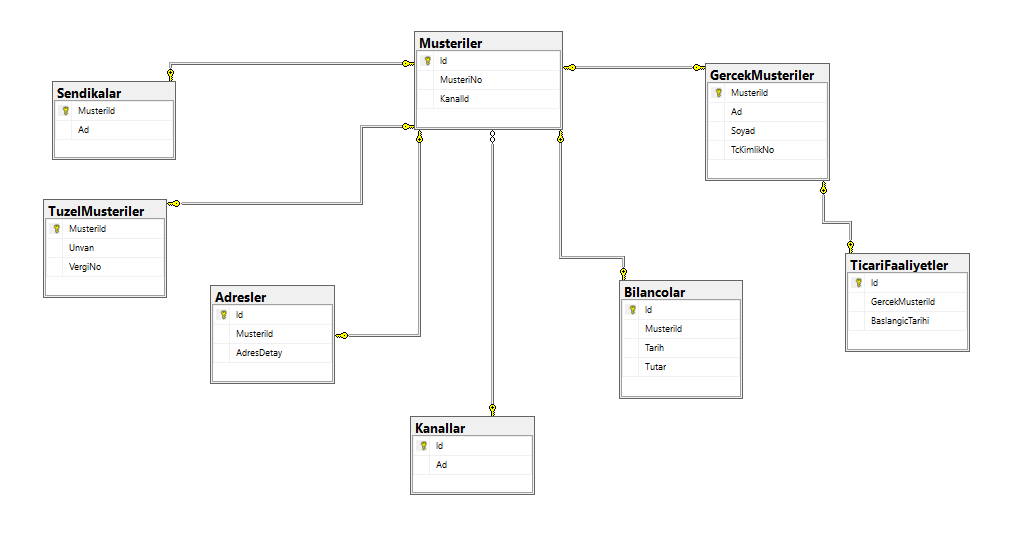 Musteriler
Id
MusteriNo
KanalId
Sendikalar
MusteriId
Ad
GercekMusteriler
MusteriId
Ad
Soyad
TcKimlikNo
TuzelMusteriler
MusteriId
Unvan
VergiNo
TicariFaaliyetler
Id
GercekMusteriId
BaslangicTarihi
Adresler
Id
MusteriId
AdresDetay
Bilancolar
Id
MusteriId
Tarih
Tutar
Kanallar
Id
Ad